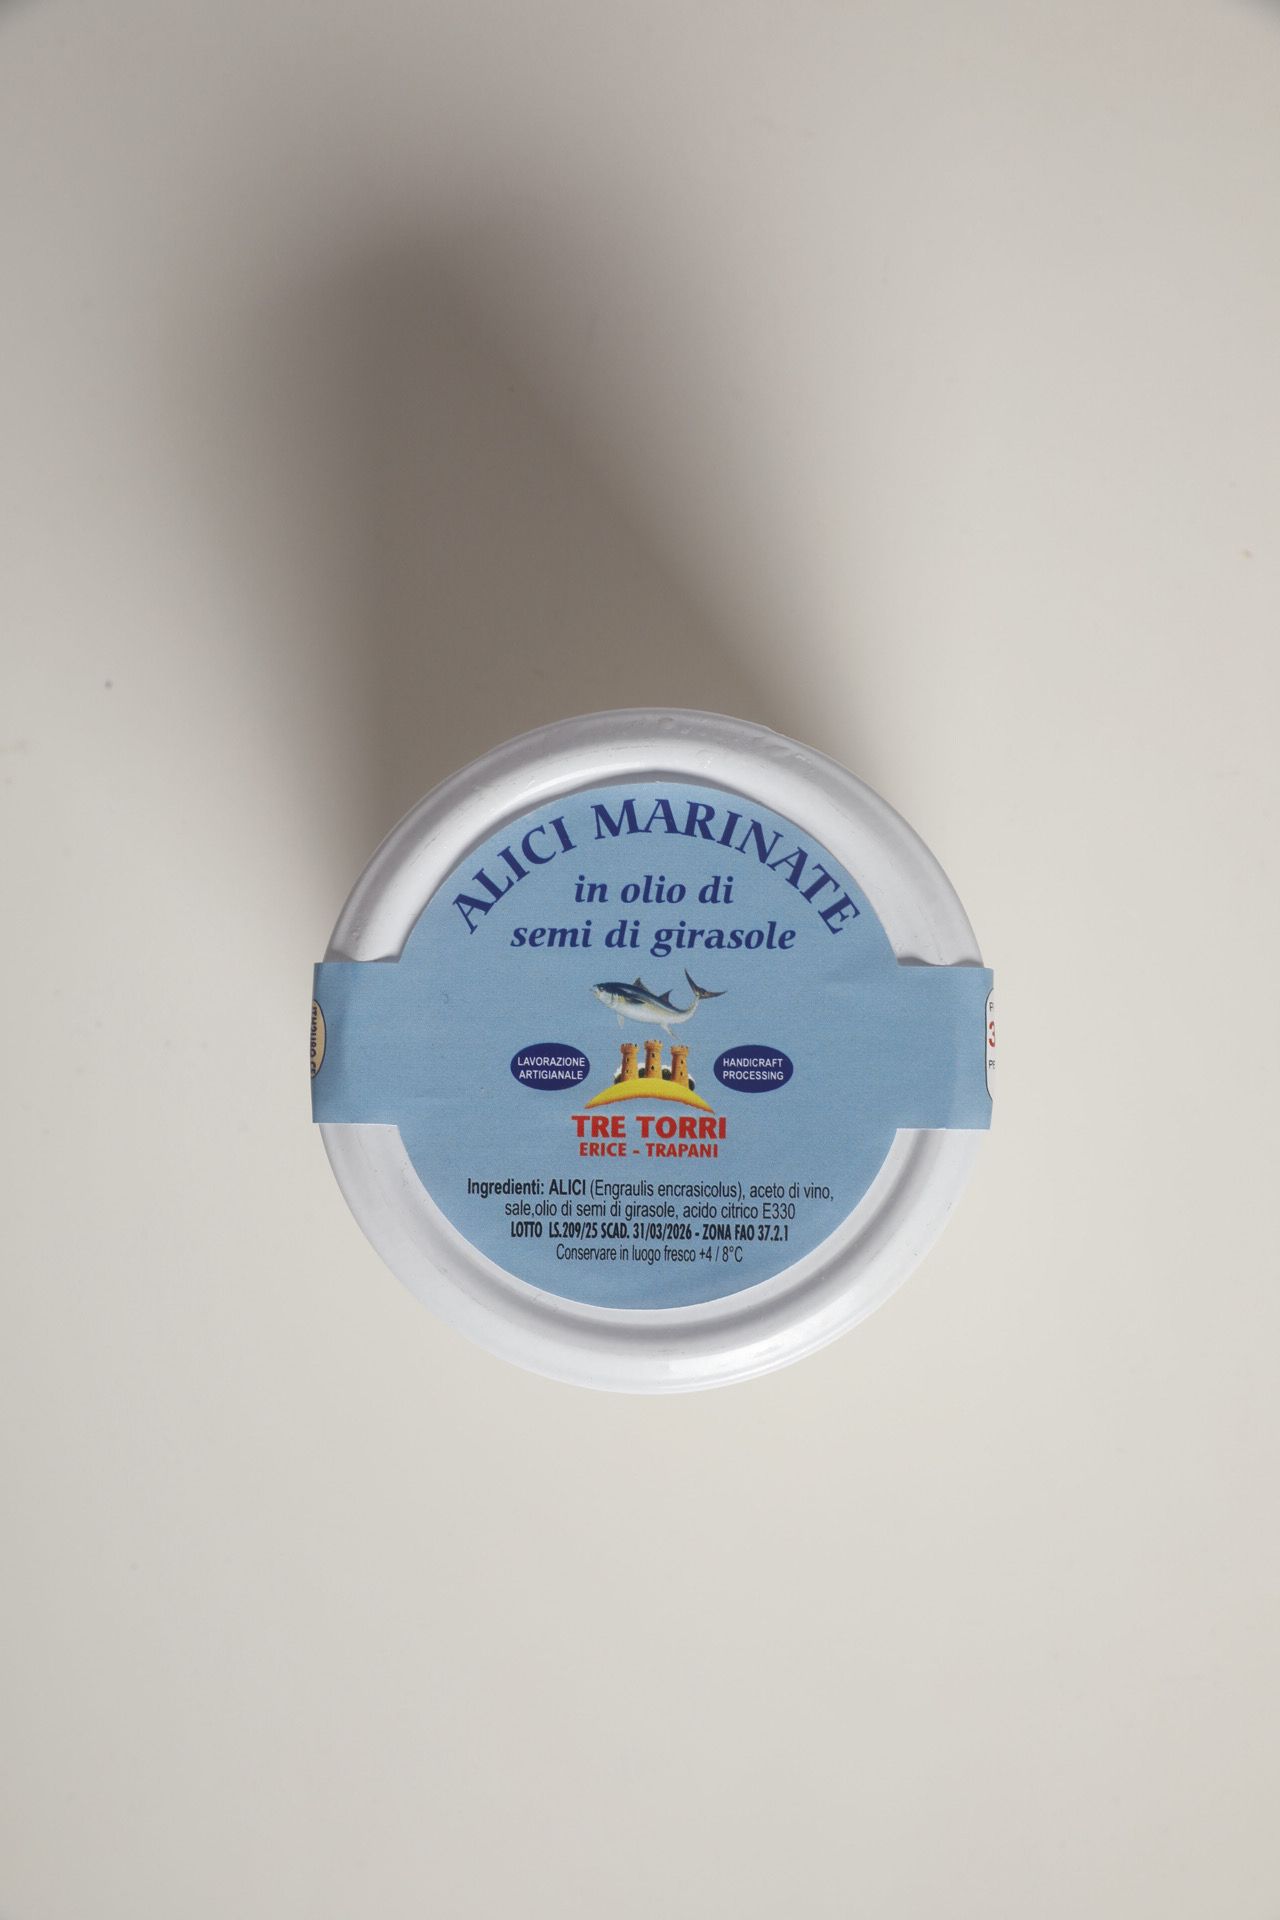 ALICI MARINATE
in olio di
semi di girasole
LAVORAZIONE
ARTIGIANALE
HANDICRAFT
PROCESSING
TRE TORRI
ERICE - TRAPANI
Ingredienti: ALICI (Engraulis encrasicolus), aceto di vino,
sale,olio di semi di girasole, acido citrico E330
LOTTO LS.209/25 SCAD. 31/03/2026 - ZONA FAO 37.2.1
Conservare in luogo fresco +4 / 8°C